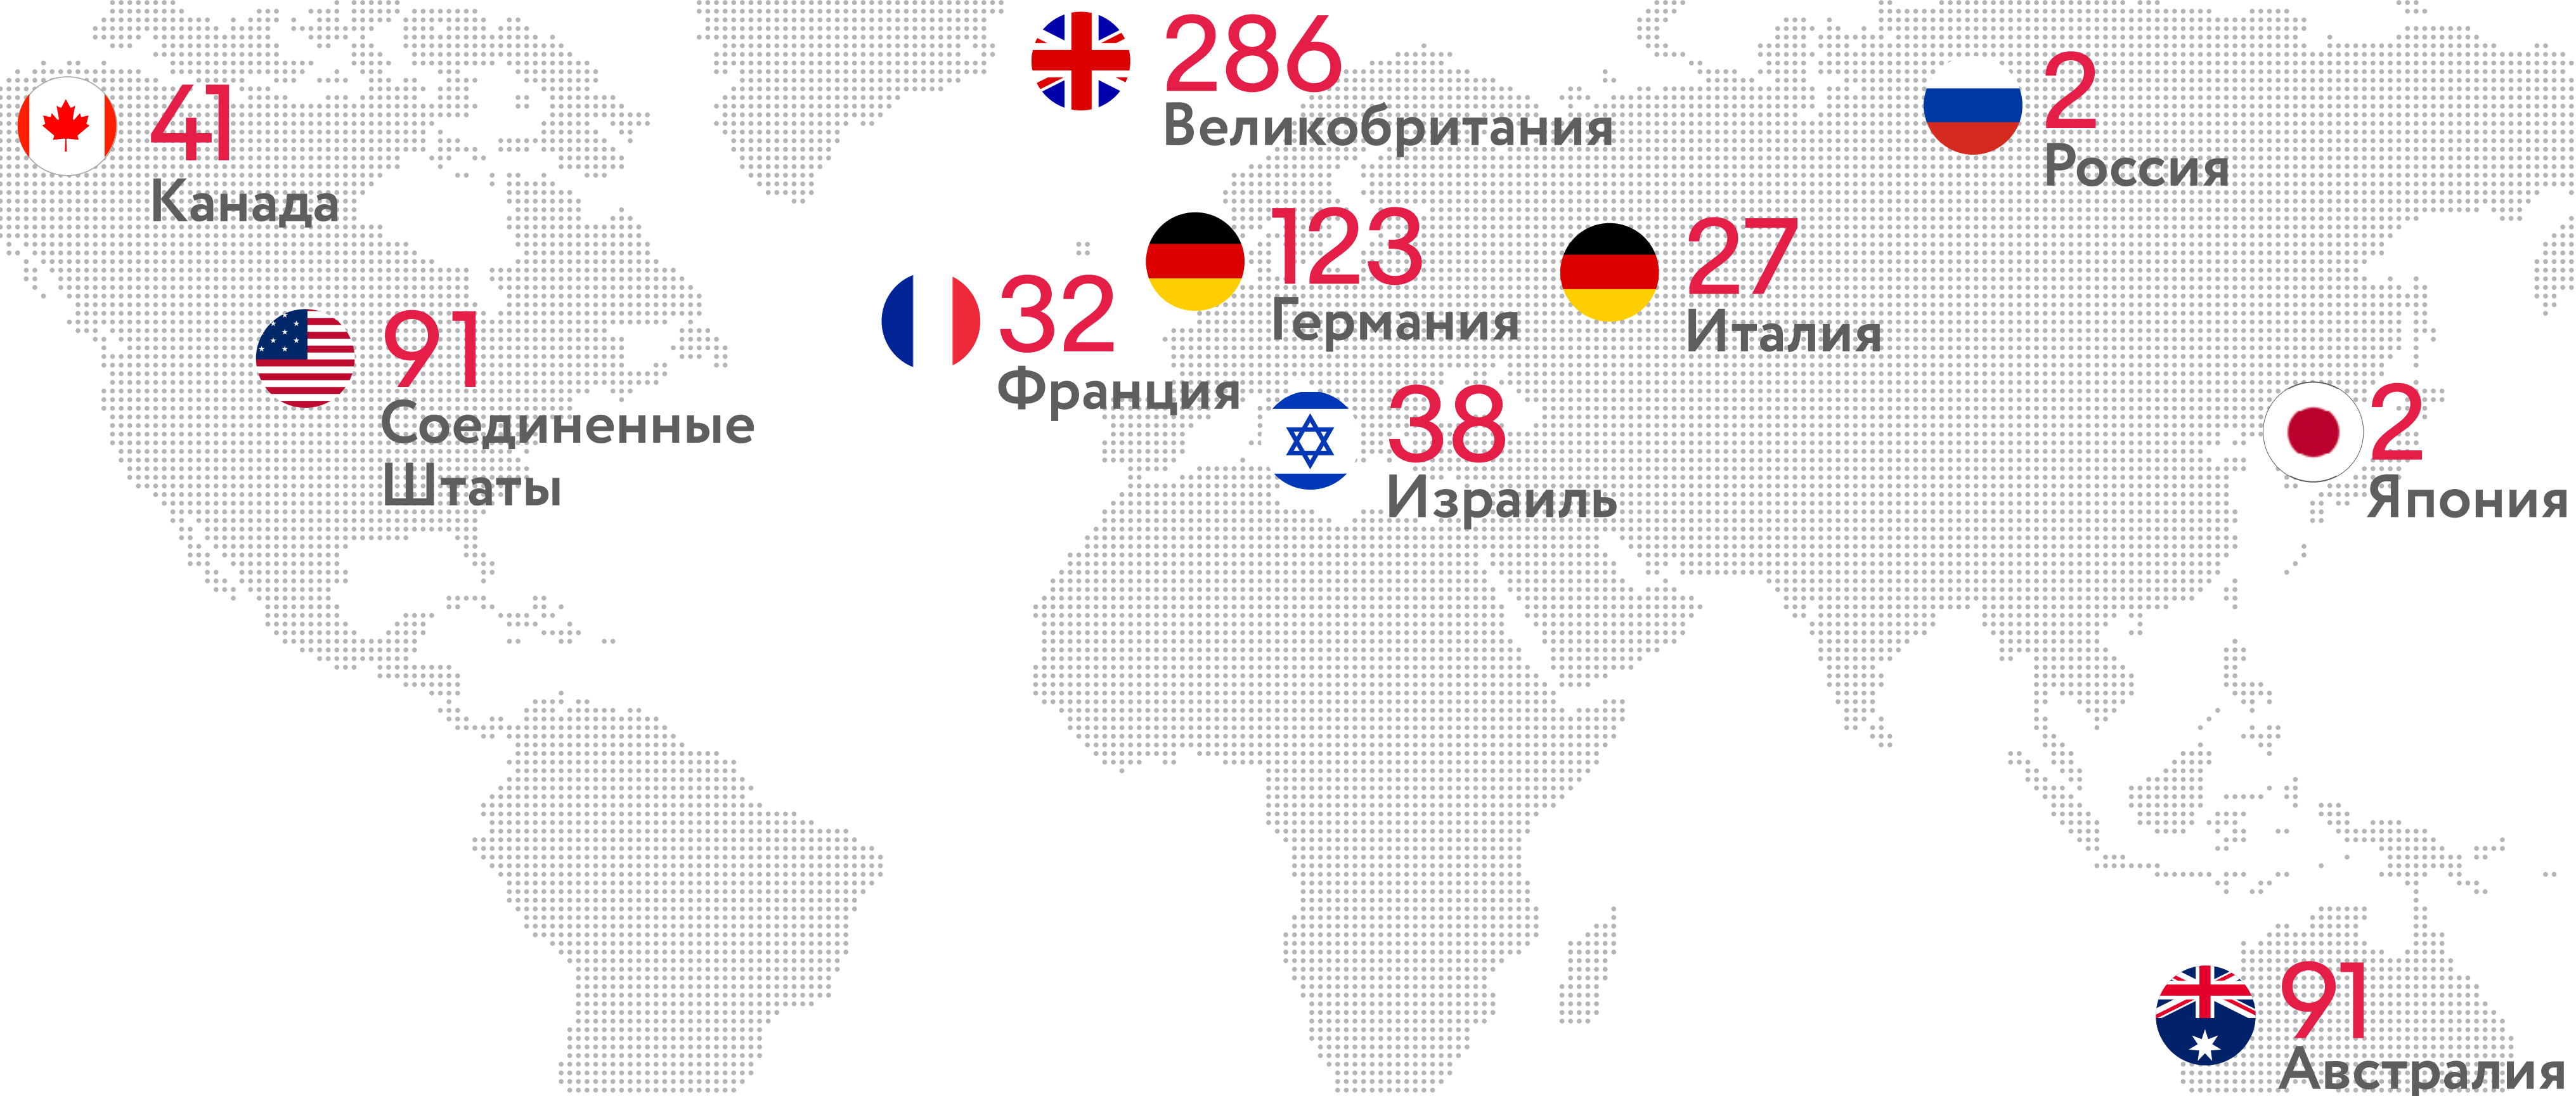 286
Великобритания
2
Россия
41
Канада
123
Германия
27
Италия
32
Франция
91
Соединенные
Штаты
38
Израиль
2
Япония
91
Австралия